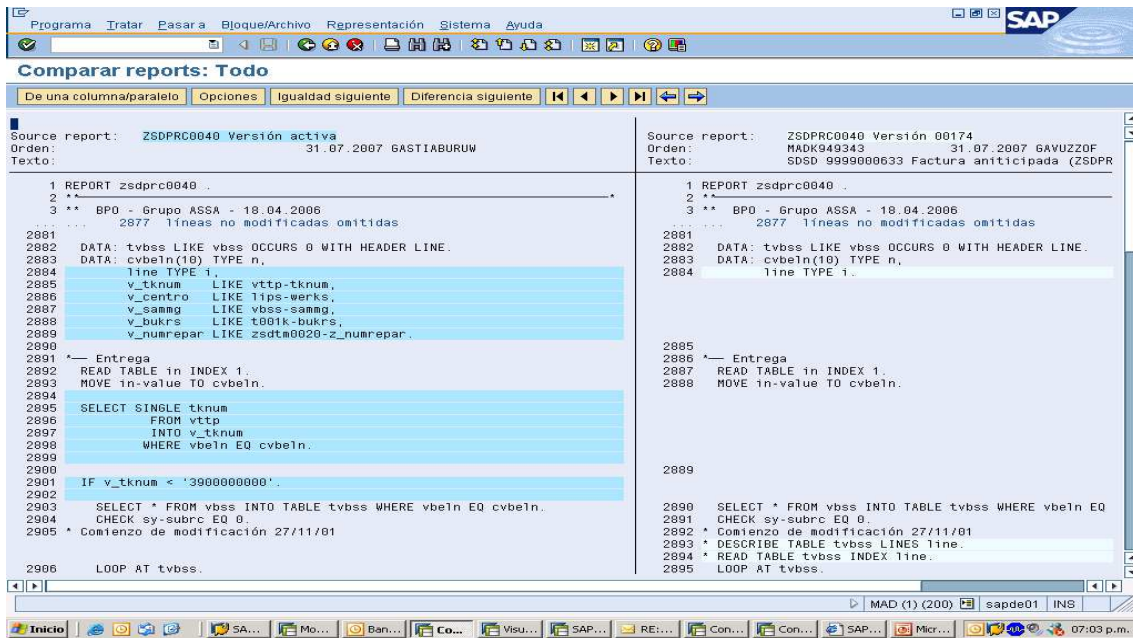 Programa Tratar Pasar a Bloque/Archivo Representación Sistema Ayuda
SAP
Comparar reports: Todo
De una columna/paralelo Opciones Igualdad siguiente Diferencia siguiente
Source report: ZSDPRC0040 Versión activa
Orden: 31.07.2007 GASTIABURUW
Texto:
1 REPORT zsdprc0040 .
2 **----------------------------------------------------------------------*
3 ** BPO - Grupo ASSA - 18.04.2006
... ... 2877 líneas no modificadas omitidas
2881
2882 DATA: tvbss LIKE vbss OCCURS 0 WITH HEADER LINE.
2883 DATA: cvbeln(10) TYPE n,
2884 line TYPE i,
2885 v_tknum LIKE vttp-tknum,
2886 v_centro LIKE lips-werks,
2887 v_sammg LIKE vbss-sammg,
2888 v_bukrs LIKE t001k-bukrs,
2889 v_numrepar LIKE zsdtm0020-z_numrepar.
2890
2891 *-- Entrega
2892 READ TABLE in INDEX 1.
2893 MOVE in-value TO cvbeln.
2894
2895 SELECT SINGLE tknum
2896 FROM vttp
2897 INTO v_tknum
2898 WHERE vbeln EQ cvbeln.
2899
2900
2901 IF v_tknum < '3900000000'.
2902
2903 SELECT * FROM vbss INTO TABLE tvbss WHERE vbeln EQ cvbeln.
2904 CHECK sy-subrc EQ 0.
2905 * Comienzo de modificación 27/11/01
2906 LOOP AT tvbss.
Source report: ZSDPRC0040 Versión 00174
Orden: MADK949343 31.07.2007 GAVUZZOF
Texto: SDSD 9999000633 Factura aniticipada (ZSDPR
1 REPORT zsdprc0040 .
2 **----------------------------------------
3 ** BPO - Grupo ASSA - 18.04.2006
... ... 2877 líneas no modificadas omitidas
2881
2882 DATA: tvbss LIKE vbss OCCURS 0 WITH HEADER LINE.
2883 DATA: cvbeln(10) TYPE n,
2884 line TYPE i.
2885
2886 *-- Entrega
2887 READ TABLE in INDEX 1.
2888 MOVE in-value TO cvbeln.
2889
2890 SELECT * FROM vbss INTO TABLE tvbss WHERE vbeln EQ
2891 CHECK sy-subrc EQ 0.
2892 * Comienzo de modificación 27/11/01
2893 * DESCRIBE TABLE tvbss LINES line.
2894 * READ TABLE tvbss INDEX line.
2895 LOOP AT tvbss.
MAD (1) (200) sapde01 INS
Inicio SA... Mo... Ban... Co... Visu... SAP... RE:... Con... Con... SAP... Micr... 07:03 p.m.